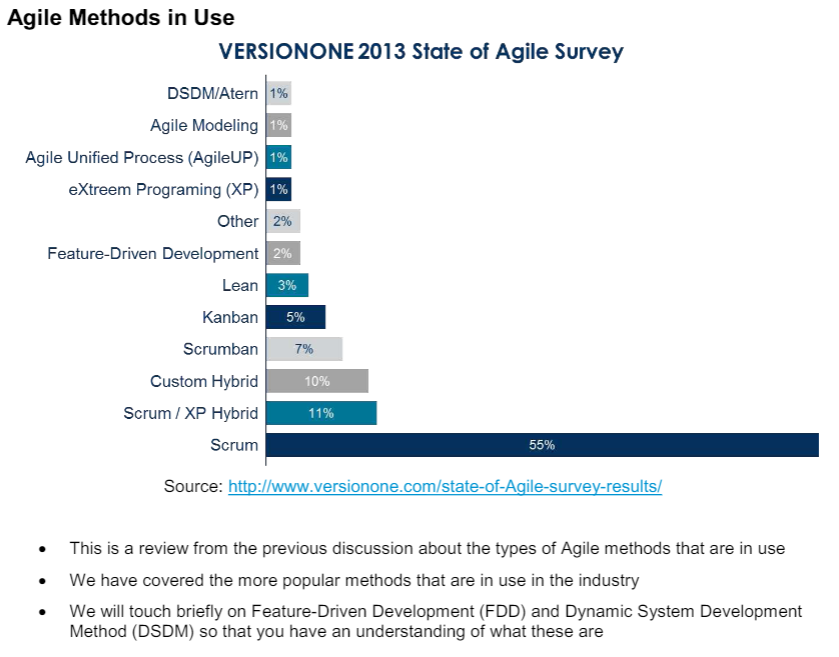 Agile Methods in Use
VERSIONONE 2013 State of Agile Survey
DSDM/Atern 1%
Agile Modeling 1%
Agile Unified Process (AgileUP) 1%
eXtreem Programing (XP) 1%
Other 2%
Feature-Driven Development 2%
Lean 3%
Kanban 5%
Scrumban 7%
Custom Hybrid 10%
Scrum / XP Hybrid 11%
Scrum 55%
Source: http://www.versionone.com/state-of-Agile-survey-results/
• This is a review from the previous discussion about the types of Agile methods that are in use
• We have covered the more popular methods that are in use in the industry
• We will touch briefly on Feature-Driven Development (FDD) and Dynamic System Development
Method (DSDM) so that you have an understanding of what these are